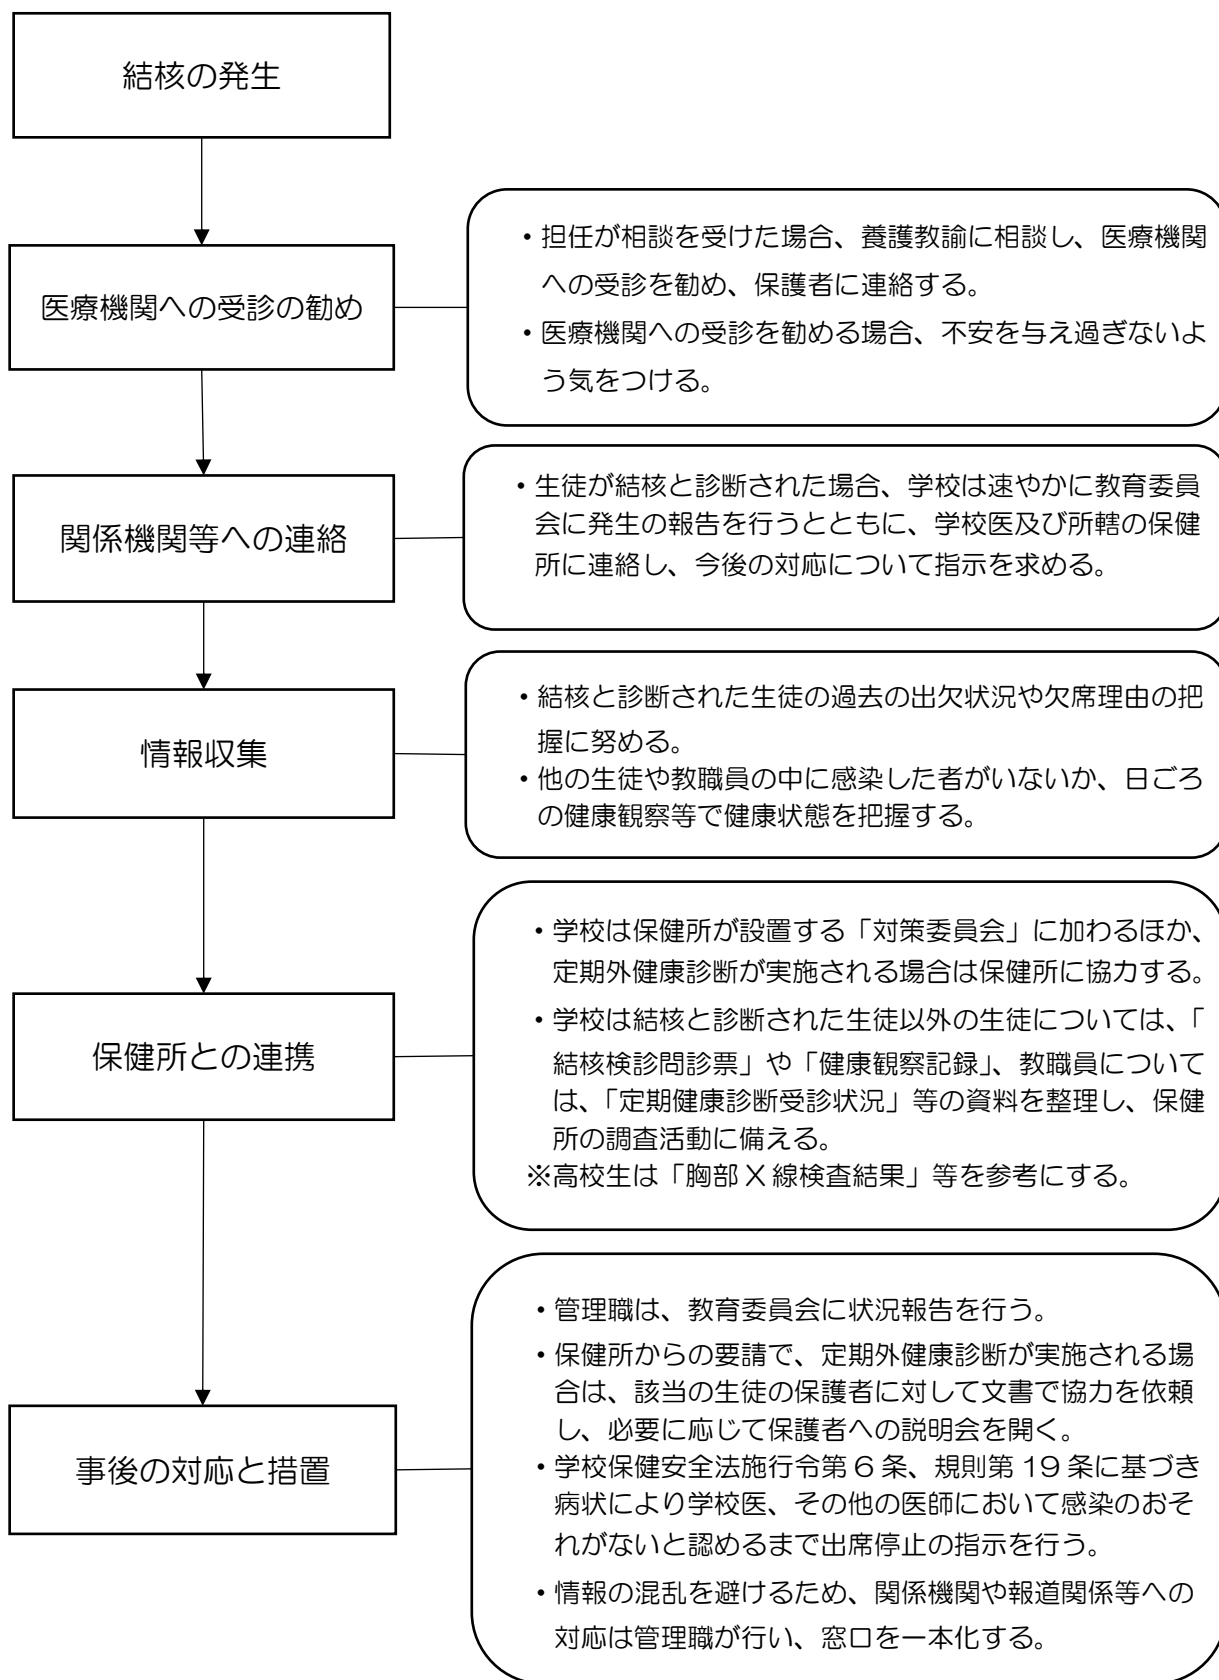 結核の発生
医療機関への受診の勧め
・担任が相談を受けた場合、養護教諭に相談し、医療機関
への受診を勧め、保護者に連絡する。
・医療機関への受診を勧める場合、不安を与え過ぎないよ
う気をつける。
関係機関等への連絡
・生徒が結核と診断された場合、学校は速やかに教育委員
会に発生の報告を行うとともに、学校医及び所轄の保健
所に連絡し、今後の対応について指示を求める。
情報収集
・結核と診断された生徒の過去の出欠状況や欠席理由の把
握に努める。
・他の生徒や教職員の中に感染した者がいないか、日ごろ
の健康観察等で健康状態を把握する。
保健所との連携
・学校は保健所が設置する「対策委員会」に加わるほか、
定期外健康診断が実施される場合は保健所に協力する。
・学校は結核と診断された生徒以外の生徒については、「
結核検診問診票」や「健康観察記録」、教職員について
は、「定期健康診断受診状況」等の資料を整理し、保健
所の調査活動に備える。
※高校生は「胸部X線検査結果」等を参考にする。
事後の対応と措置
・管理職は、教育委員会に状況報告を行う。
・保健所からの要請で、定期外健康診断が実施される場
合は、該当の生徒の保護者に対して文書で協力を依頼
し、必要に応じて保護者への説明会を開く。
・学校保健安全法施行令第6条、規則第19条に基づき
病状により学校医、その他の医師において感染のおそ
れがないと認めるまで出席停止の指示を行う。
・情報の混乱を避けるため、関係機関や報道関係等への
対応は管理職が行い、窓口を一本化する。